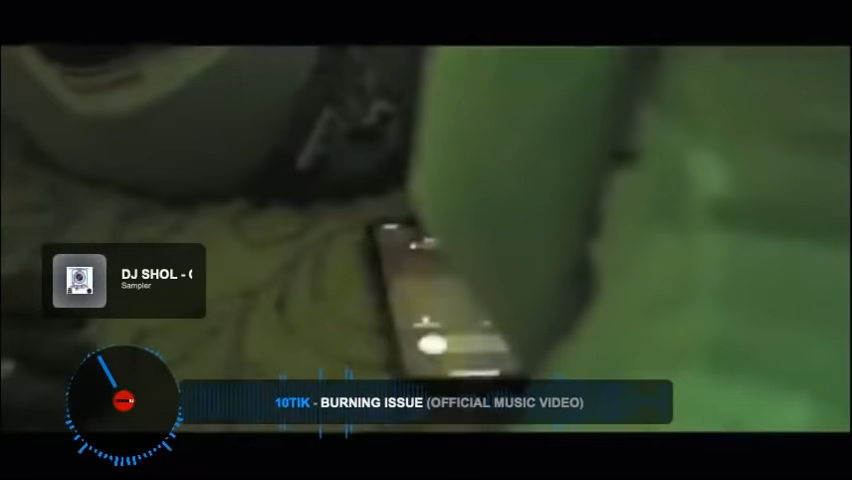 DJ SHOL -
Sampler
10TIK - BURNING ISSUE (OFFICIAL MUSIC VIDEO)